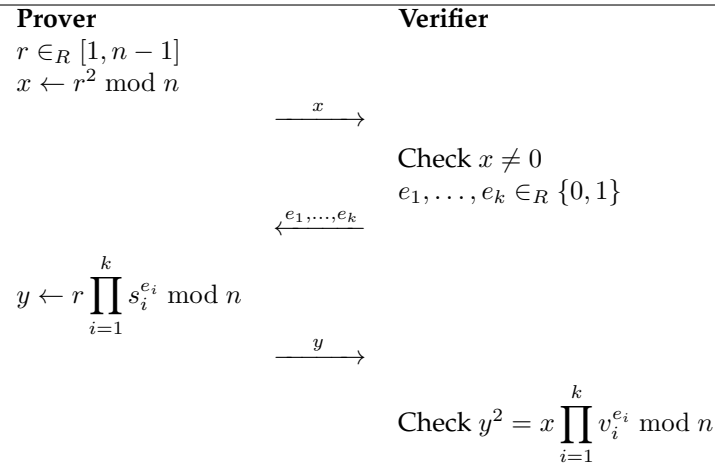 Prover Verifier
r ∈_R [1, n − 1]
x ← r^2 mod n
x
Check x ≠ 0
e_1, . . . , e_k ∈_R {0, 1}
e_1,...,e_k
y ← r ∏_{i=1}^{k} s_i^{e_i} mod n
y
Check y^2 = x ∏_{i=1}^{k} v_i^{e_i} mod n